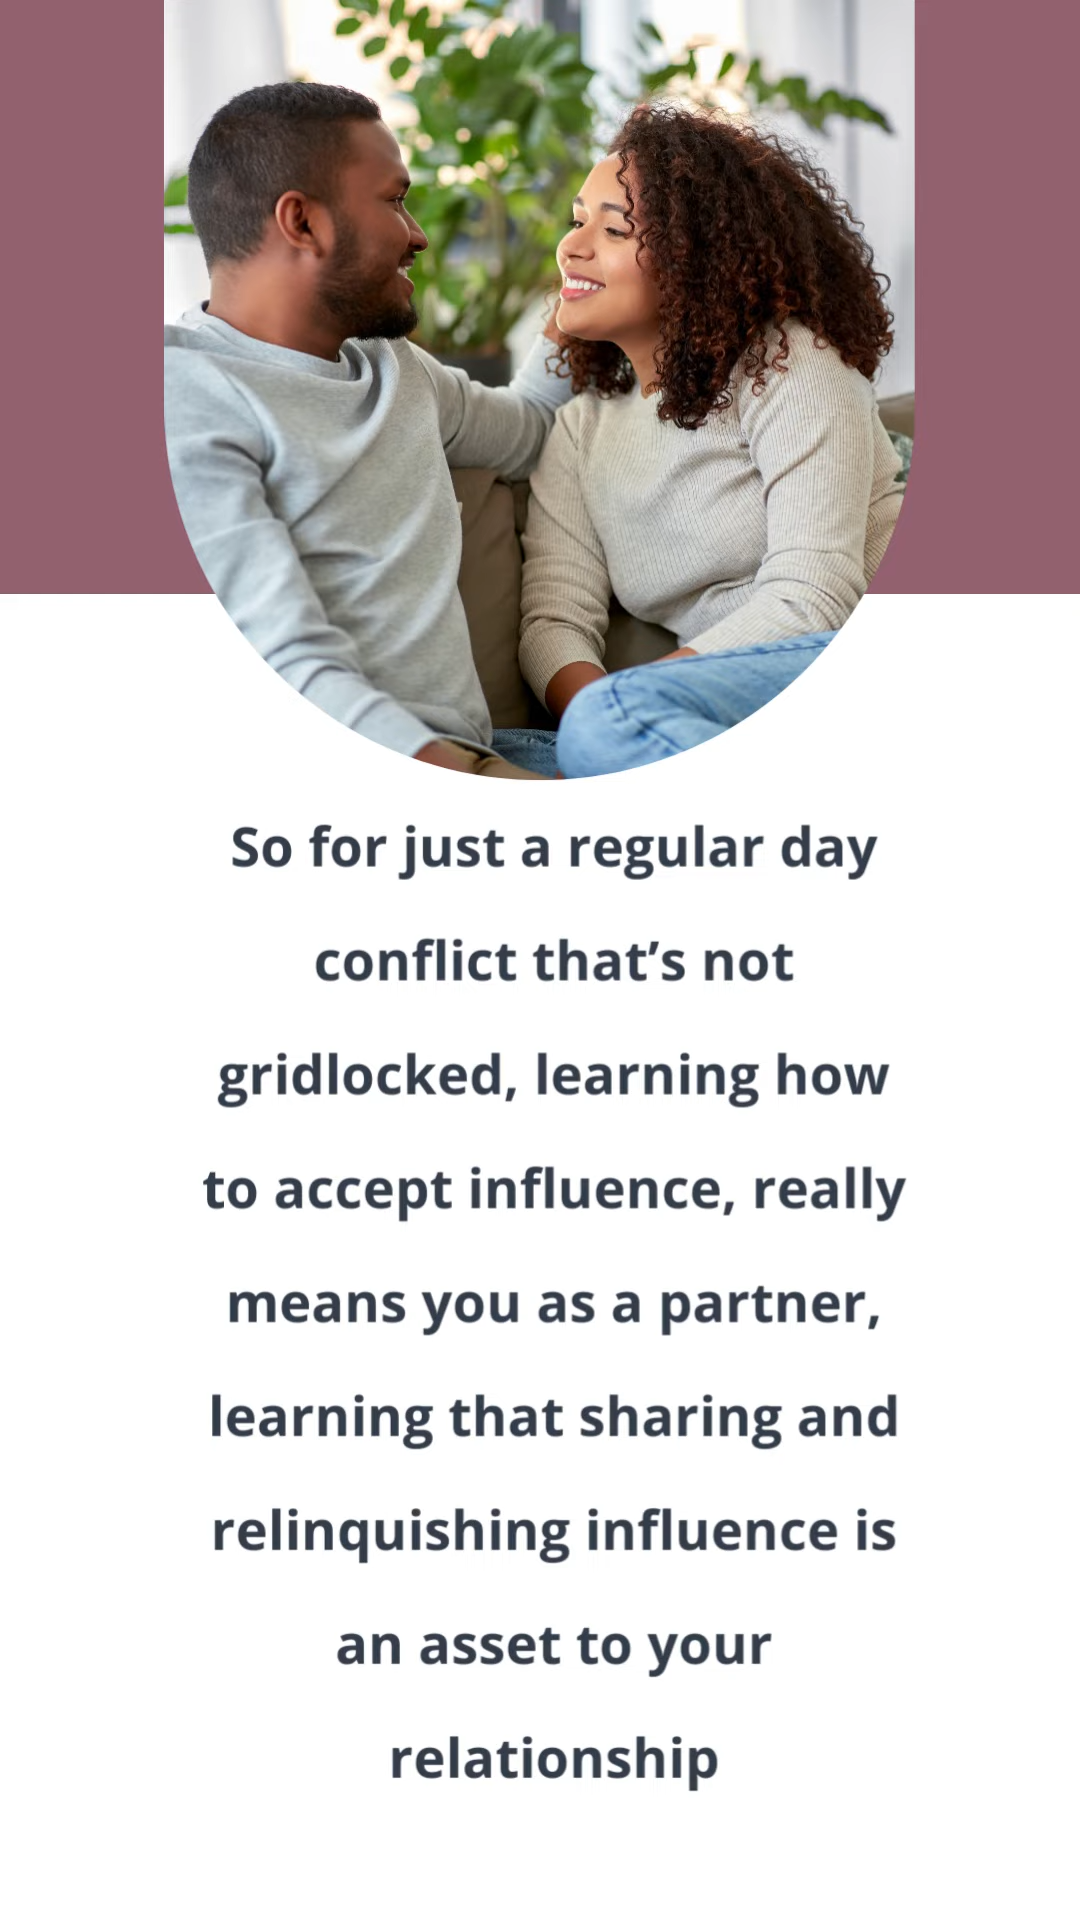 So for just a regular day
conflict that’s not
gridlocked, learning how
to accept influence, really
means you as a partner,
learning that sharing and
relinquishing influence is
an asset to your
relationship